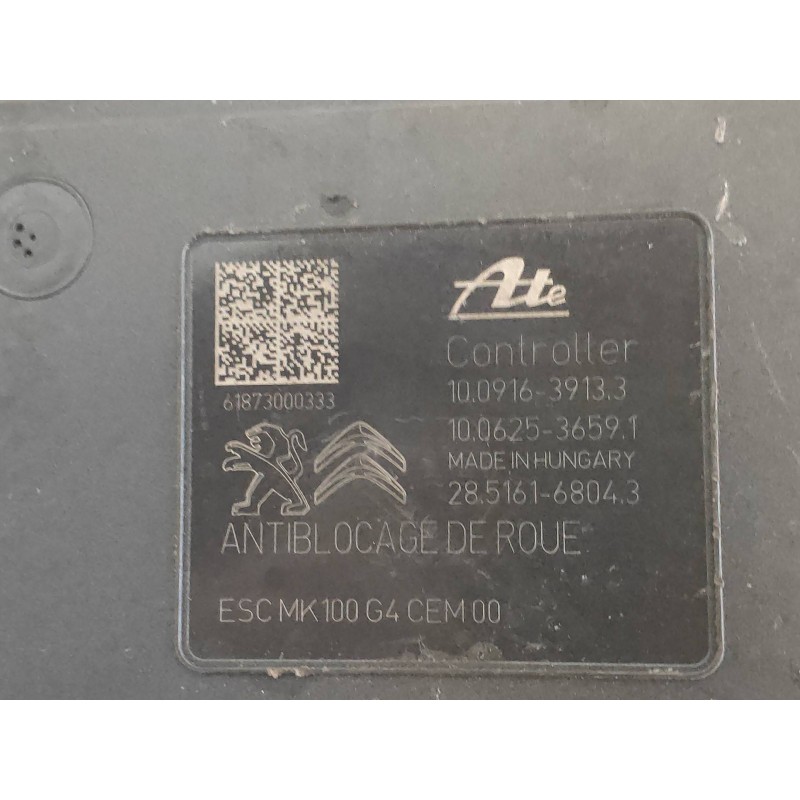 Ate
Controller
10.0916-3913.3
61873000333
10.0625-3659.1
MADE IN HUNGARY
28.5161-6804.3
ANTIBLOCAGE DE ROUE
ESC MK100 G4 CEM 00